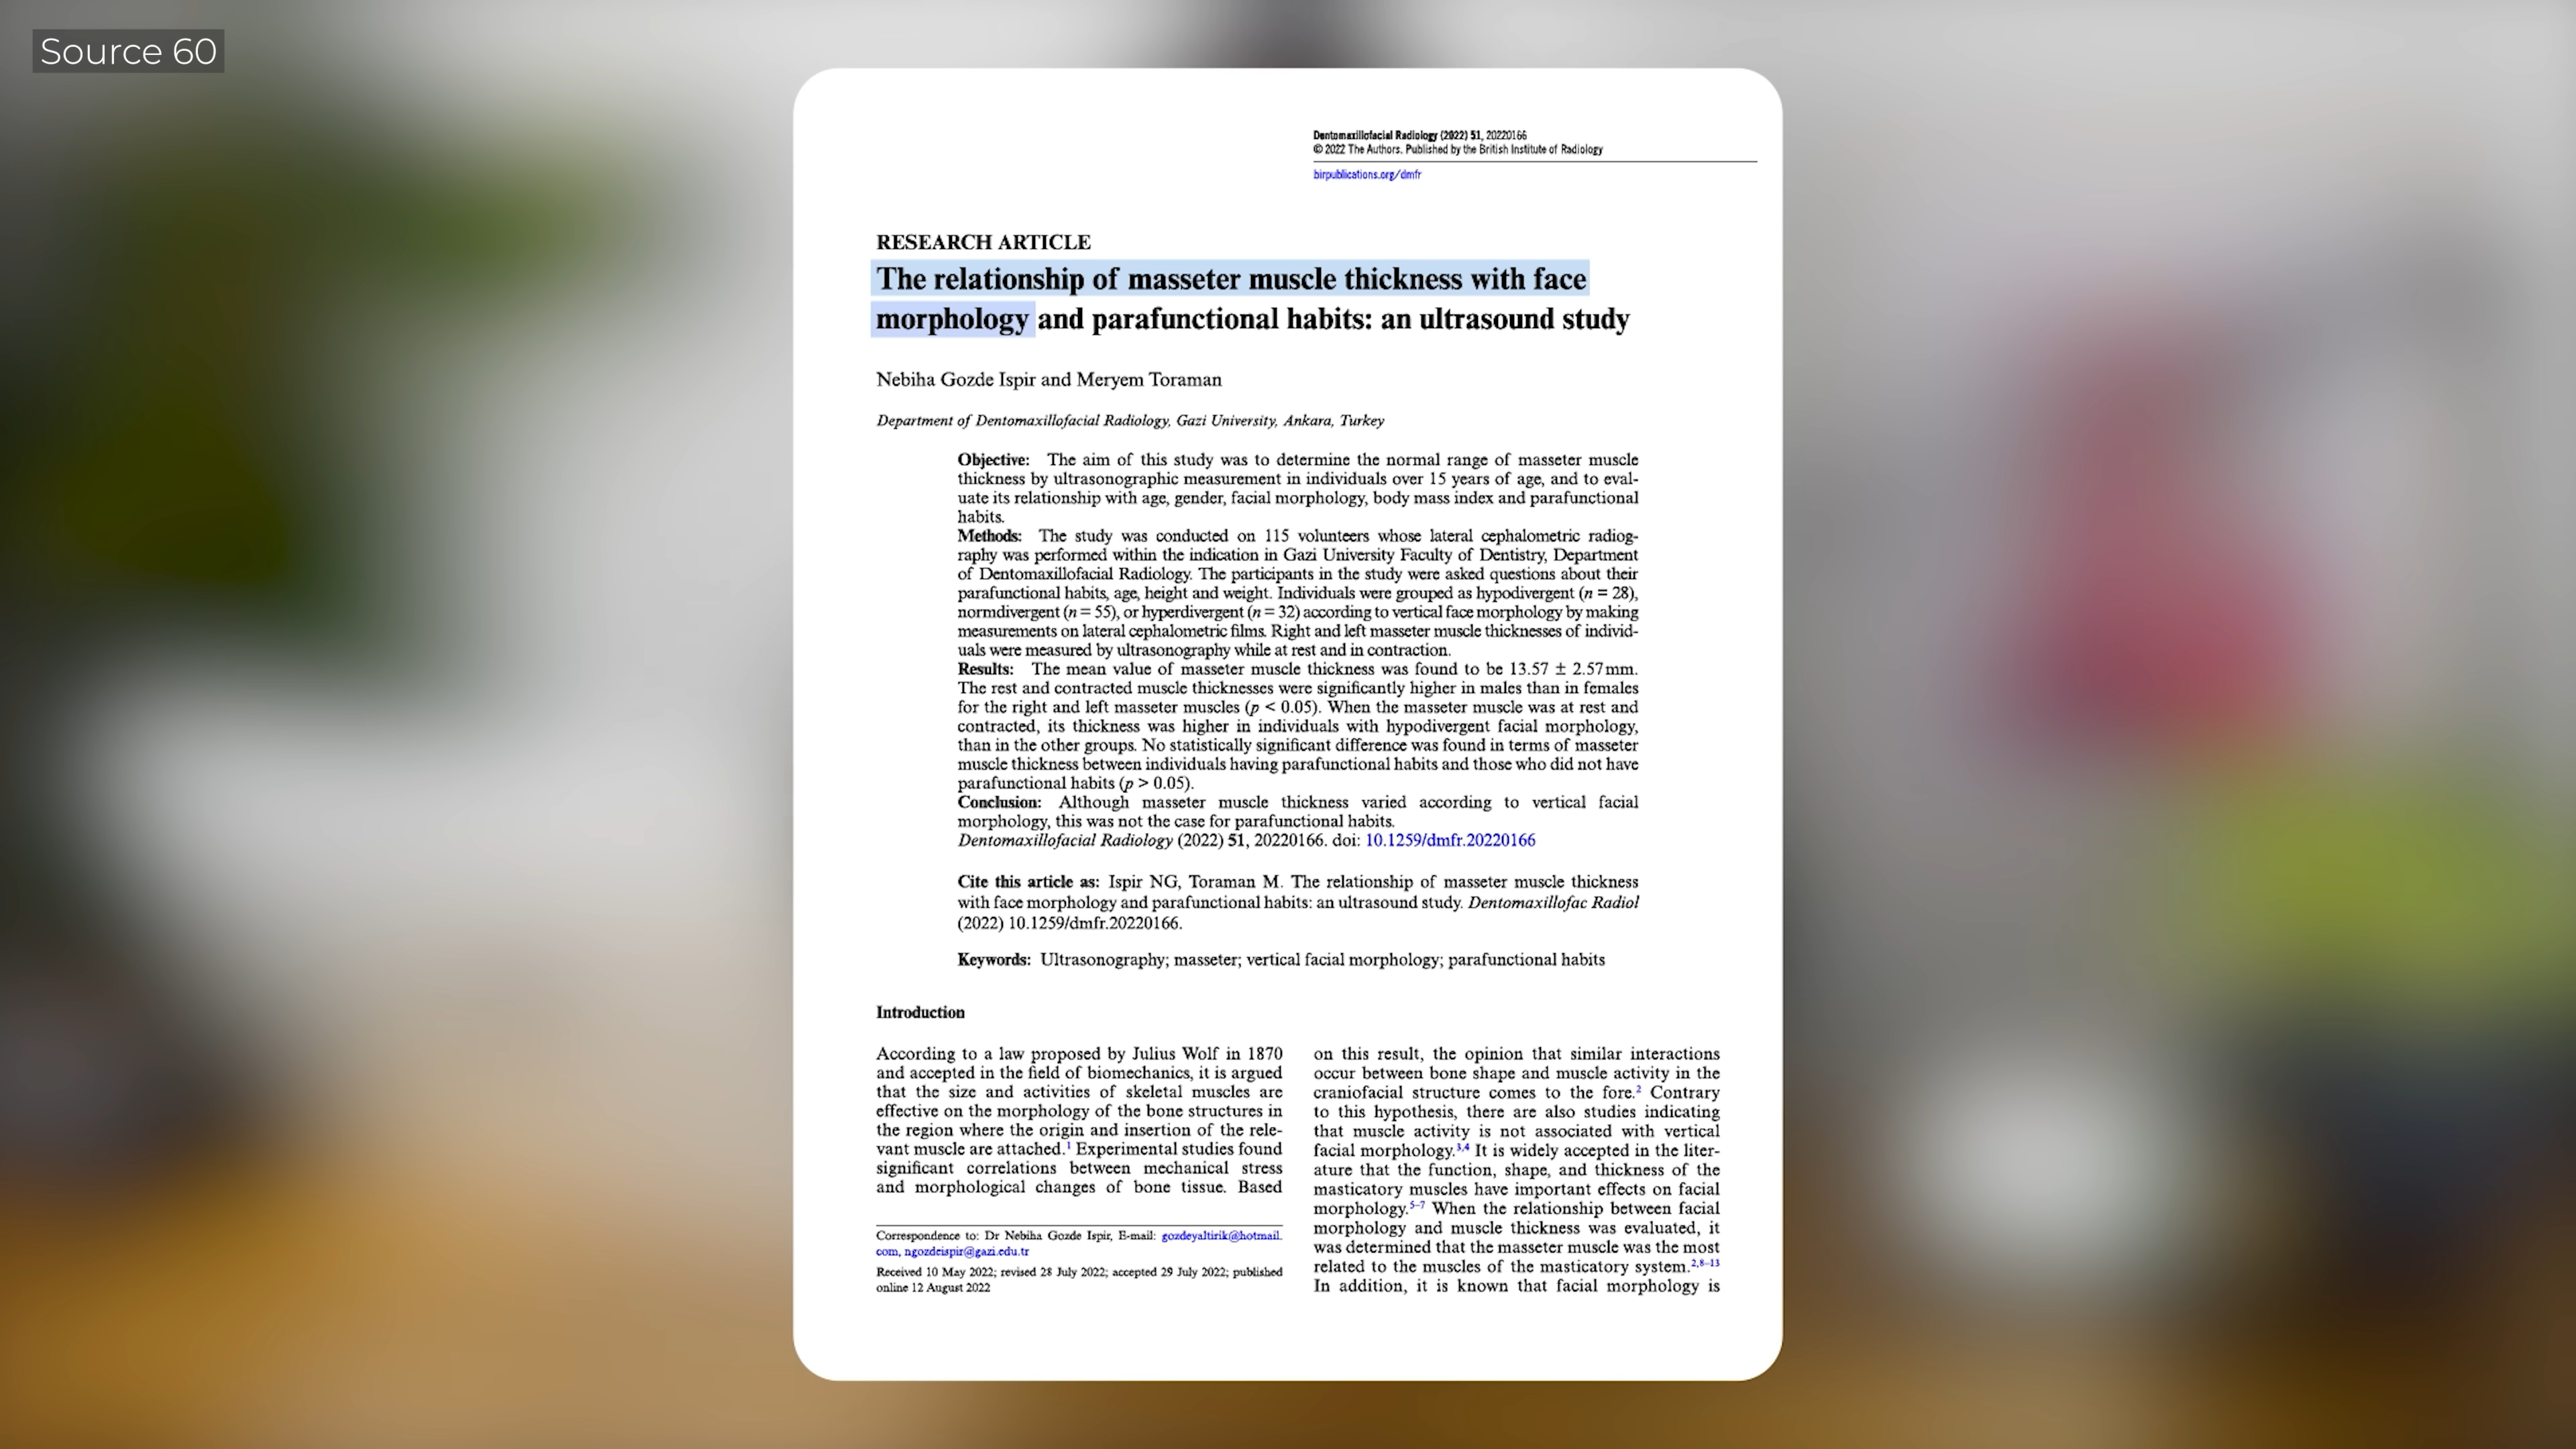 Source 60
Dentomaxillofacial Radiology (2022) 51, 20220166
© 2022 The Authors. Published by the British Institute of Radiology
birpublications.org/dmfr
RESEARCH ARTICLE
The relationship of masseter muscle thickness with face
morphology and parafunctional habits: an ultrasound study
Nebiha Gozde Ispir and Meryem Toraman
Department of Dentomaxillofacial Radiology, Gazi University, Ankara, Turkey
Objective: The aim of this study was to determine the normal range of masseter muscle
thickness by ultrasonographic measurement in individuals over 15 years of age, and to eval-
uate its relationship with age, gender, facial morphology, body mass index and parafunctional
habits.
Methods: The study was conducted on 115 volunteers whose lateral cephalometric radiog-
raphy was performed within the indication in Gazi University Faculty of Dentistry, Department
of Dentomaxillofacial Radiology. The participants in the study were asked questions about their
parafunctional habits, age, height and weight. Individuals were grouped as hypodivergent (n = 28),
normdivergent (n = 55), or hyperdivergent (n = 32) according to vertical face morphology by making
measurements on lateral cephalometric films. Right and left masseter muscle thicknesses of individ-
uals were measured by ultrasonography while at rest and in contraction.
Results: The mean value of masseter muscle thickness was found to be 13.57 ± 2.57mm.
The rest and contracted muscle thicknesses were significantly higher in males than in females
for the right and left masseter muscles (p < 0.05). When the masseter muscle was at rest and
contracted, its thickness was higher in individuals with hypodivergent facial morphology,
than in the other groups. No statistically significant difference was found in terms of masseter
muscle thickness between individuals having parafunctional habits and those who did not have
parafunctional habits (p > 0.05).
Conclusion: Although masseter muscle thickness varied according to vertical facial
morphology, this was not the case for parafunctional habits.
Dentomaxillofacial Radiology (2022) 51, 20220166. doi: 10.1259/dmfr.20220166
Cite this article as: Ispir NG, Toraman M. The relationship of masseter muscle thickness
with face morphology and parafunctional habits: an ultrasound study. Dentomaxillofac Radiol
(2022) 10.1259/dmfr.20220166.
Keywords: Ultrasonography; masseter; vertical facial morphology; parafunctional habits
Introduction
According to a law proposed by Julius Wolf in 1870
and accepted in the field of biomechanics, it is argued
that the size and activities of skeletal muscles are
effective on the morphology of the bone structures in
the region where the origin and insertion of the rele-
vant muscle are attached.1 Experimental studies found
significant correlations between mechanical stress
and morphological changes of bone tissue. Based
Correspondence to: Dr Nebiha Gozde Ispir, E-mail: gozdeyaltirik@hotmail.
com, ngozdeispir@gazi.edu.tr
Received 10 May 2022; revised 28 July 2022; accepted 29 July 2022; published
online 12 August 2022
on this result, the opinion that similar interactions
occur between bone shape and muscle activity in the
craniofacial structure comes to the fore.2 Contrary
to this hypothesis, there are also studies indicating
that muscle activity is not associated with vertical
facial morphology.3,4 It is widely accepted in the liter-
ature that the function, shape, and thickness of the
masticatory muscles have important effects on facial
morphology.5–7 When the relationship between facial
morphology and muscle thickness was evaluated, it
was determined that the masseter muscle was the most
related to the muscles of the masticatory system.2,8–13
In addition, it is known that facial morphology is